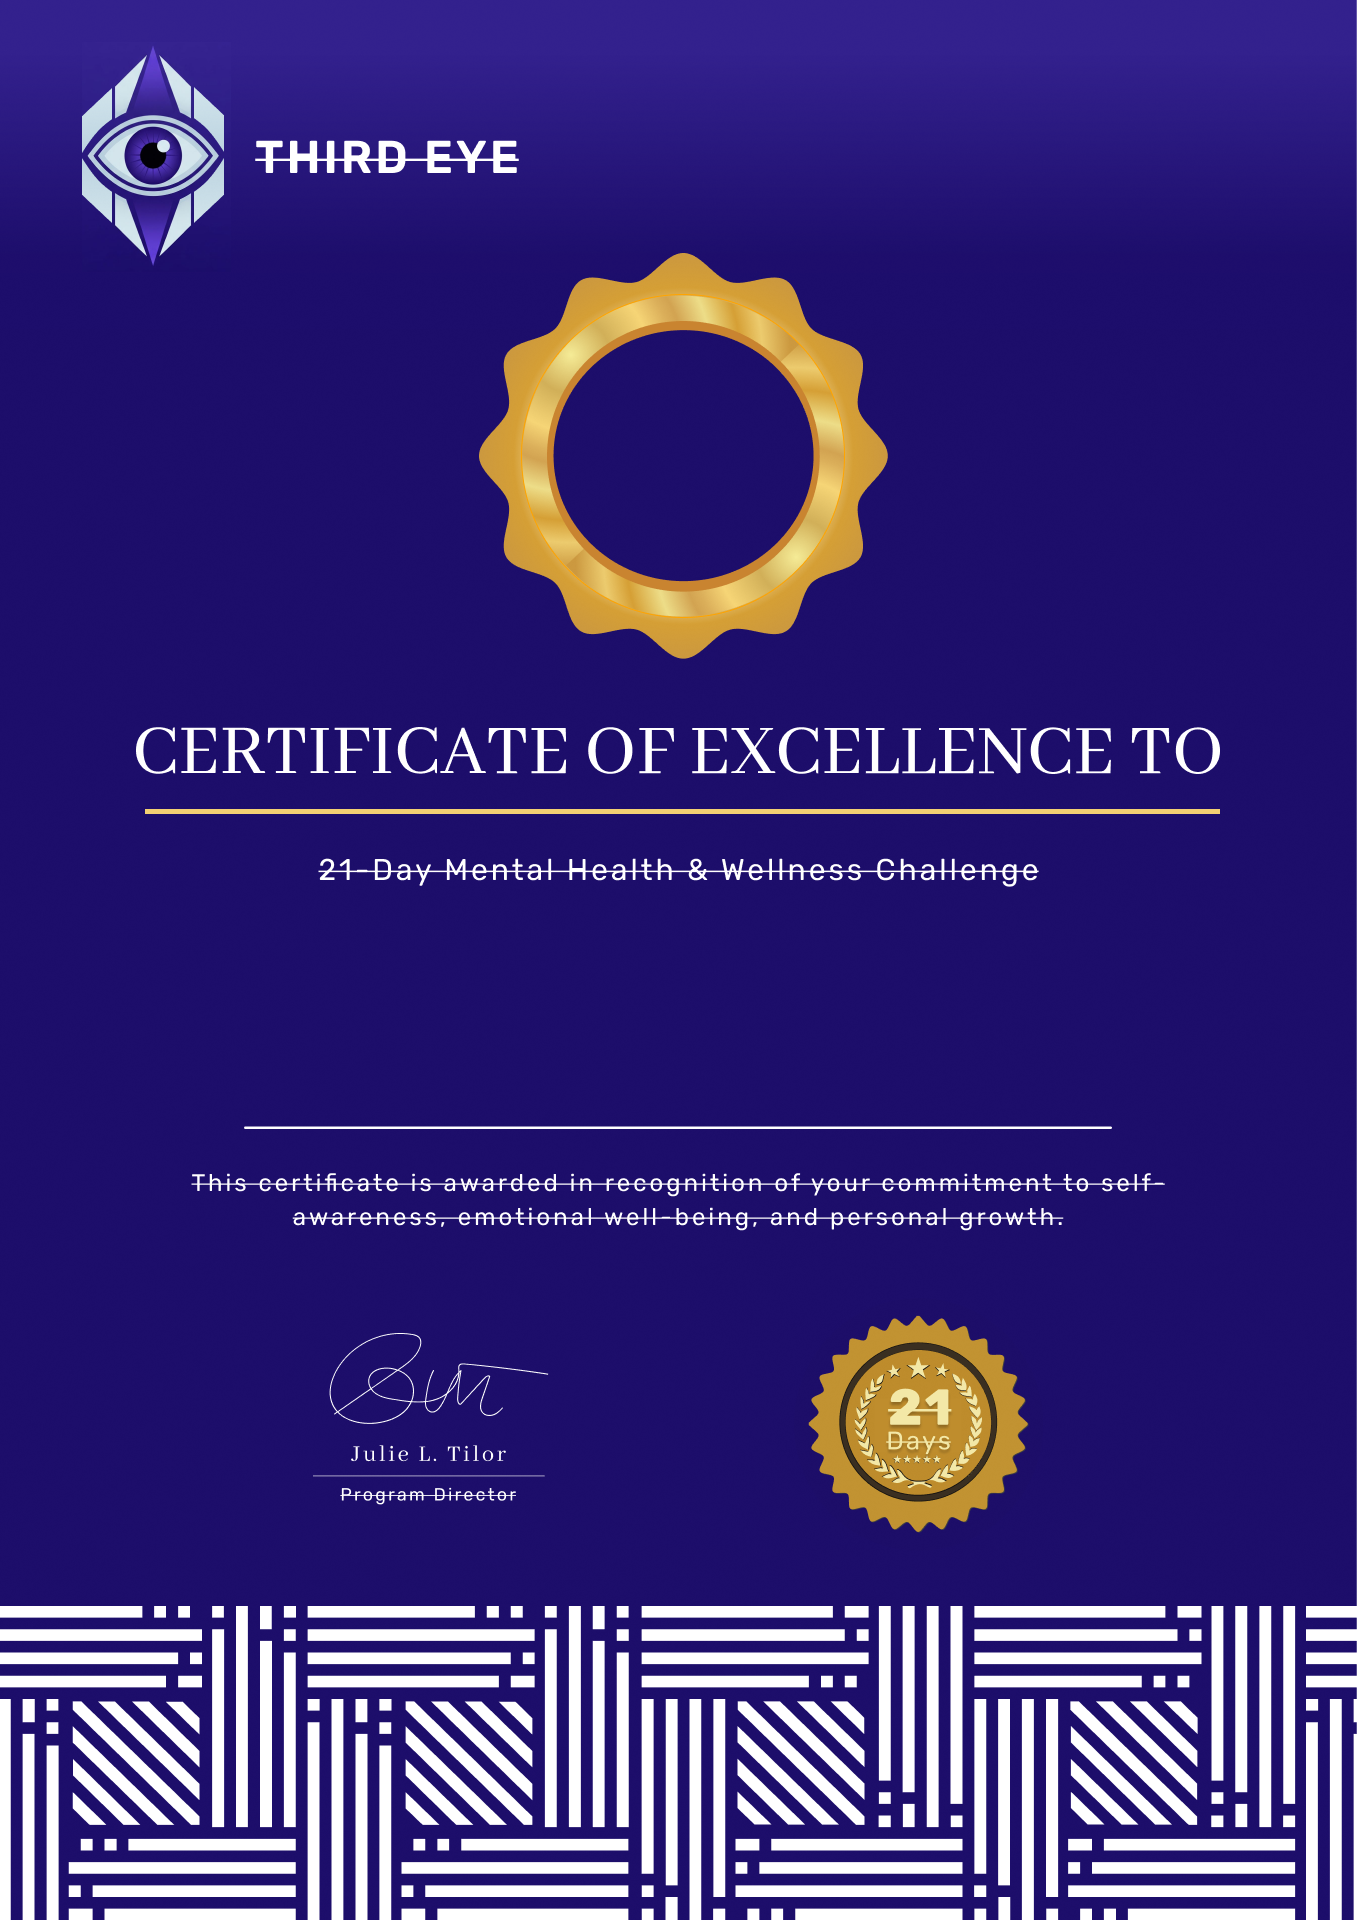 THIRD EYE
CERTIFICATE OF EXCELLENCE TO
21-Day Mental Health & Wellness Challenge
This certificate is awarded in recognition of your commitment to self-
awareness, emotional well-being, and personal growth.
Julie L. Tilor
Program Director
21
Days